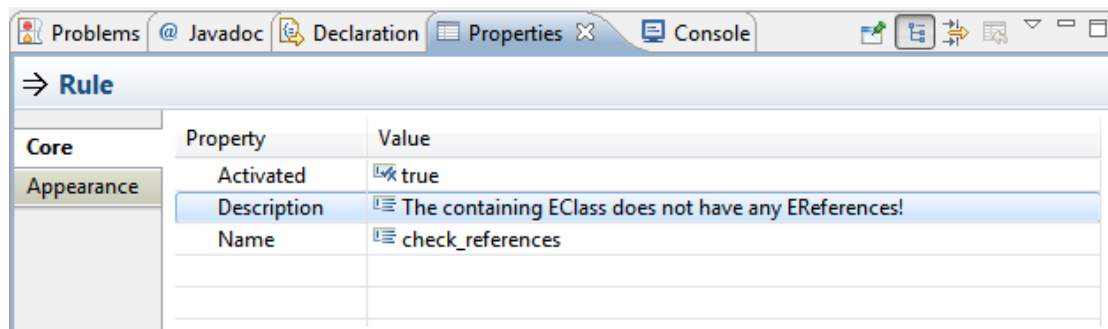 Problems @ Javadoc Declaration Properties Console
Rule
Core
Appearance
Property Value
Activated true
Description The containing EClass does not have any EReferences!
Name check_references